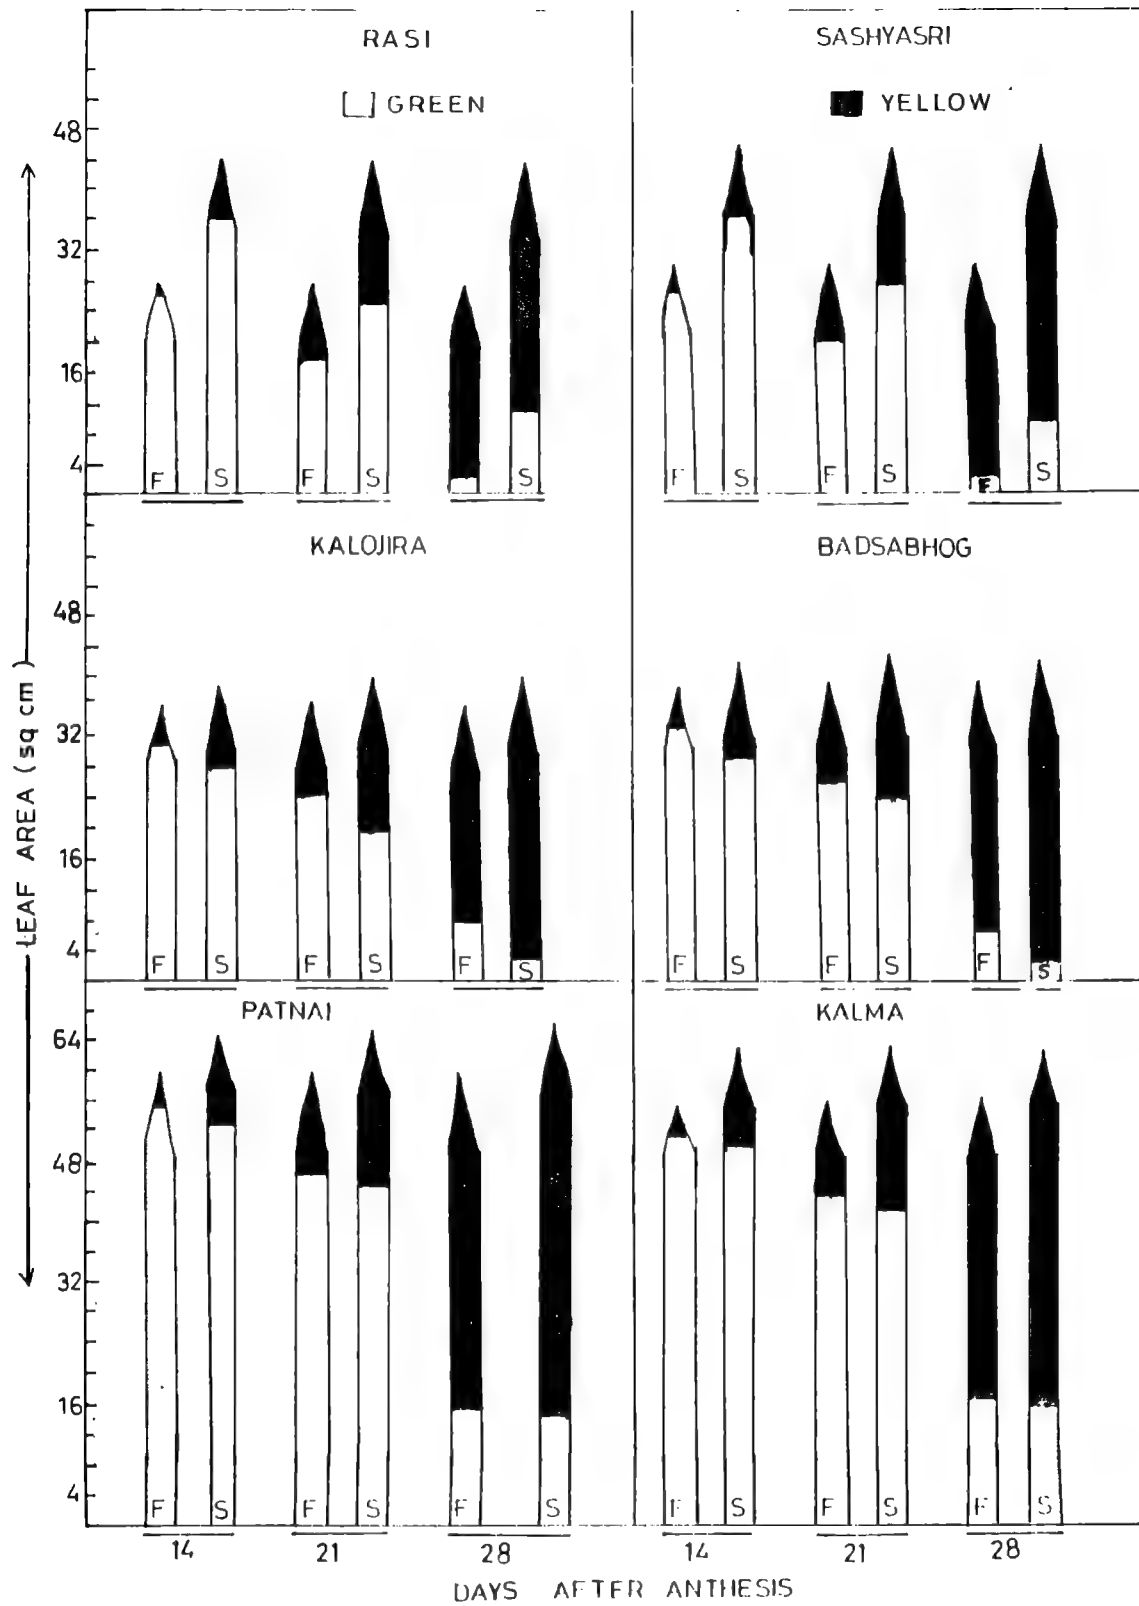 RASI
SASHYASRI
GREEN
YELLOW
48
32
16
4
F S F S S
F S F S F S
KALOJIRA
BADSABHOG
48
32
16
4
F S F S F S
F S F S F S
PATNAI
KALMA
64
48
32
16
4
F S F S F S
F S F S F S
14 21 28
14 21 28
DAYS AFTER ANTHESIS
LEAF AREA (sq cm)